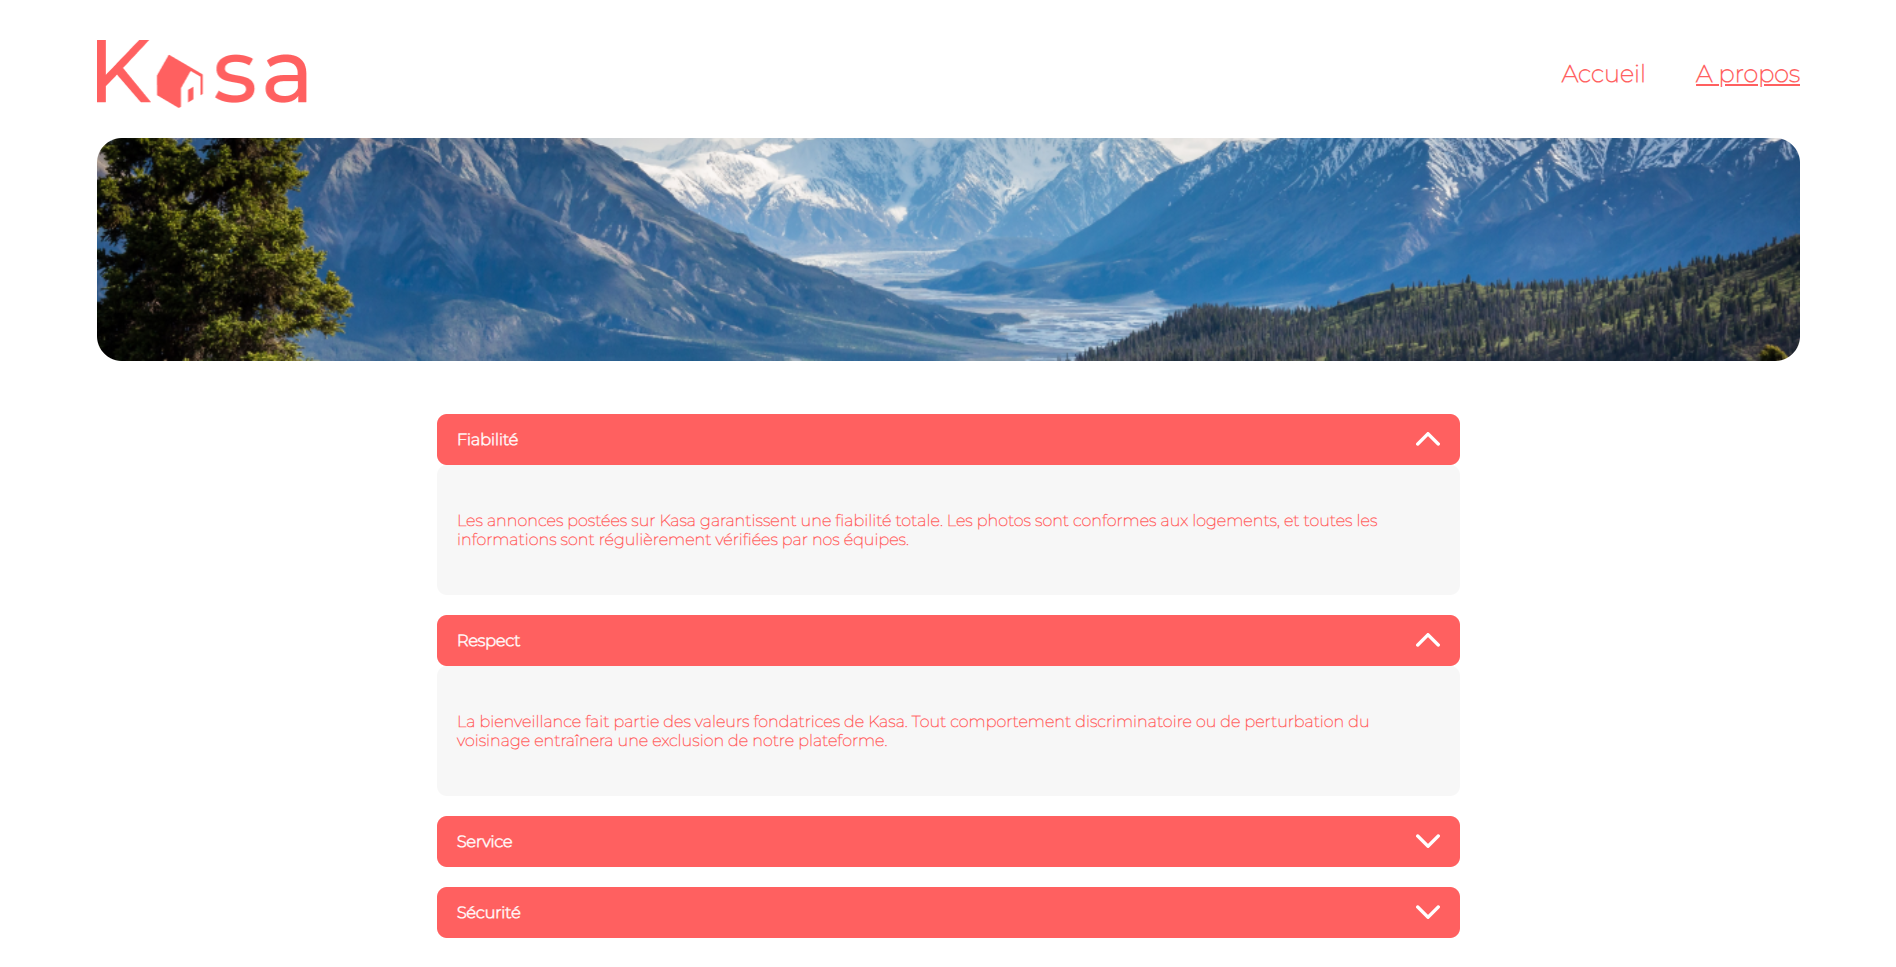 Kasa
Accueil
A propos
Fiabilité
Les annonces postées sur Kasa garantissent une fiabilité totale. Les photos sont conformes aux logements, et toutes les
informations sont régulièrement vérifiées par nos équipes.
Respect
La bienveillance fait partie des valeurs fondatrices de Kasa. Tout comportement discriminatoire ou de perturbation du
voisinage entraînera une exclusion de notre plateforme.
Service
Sécurité